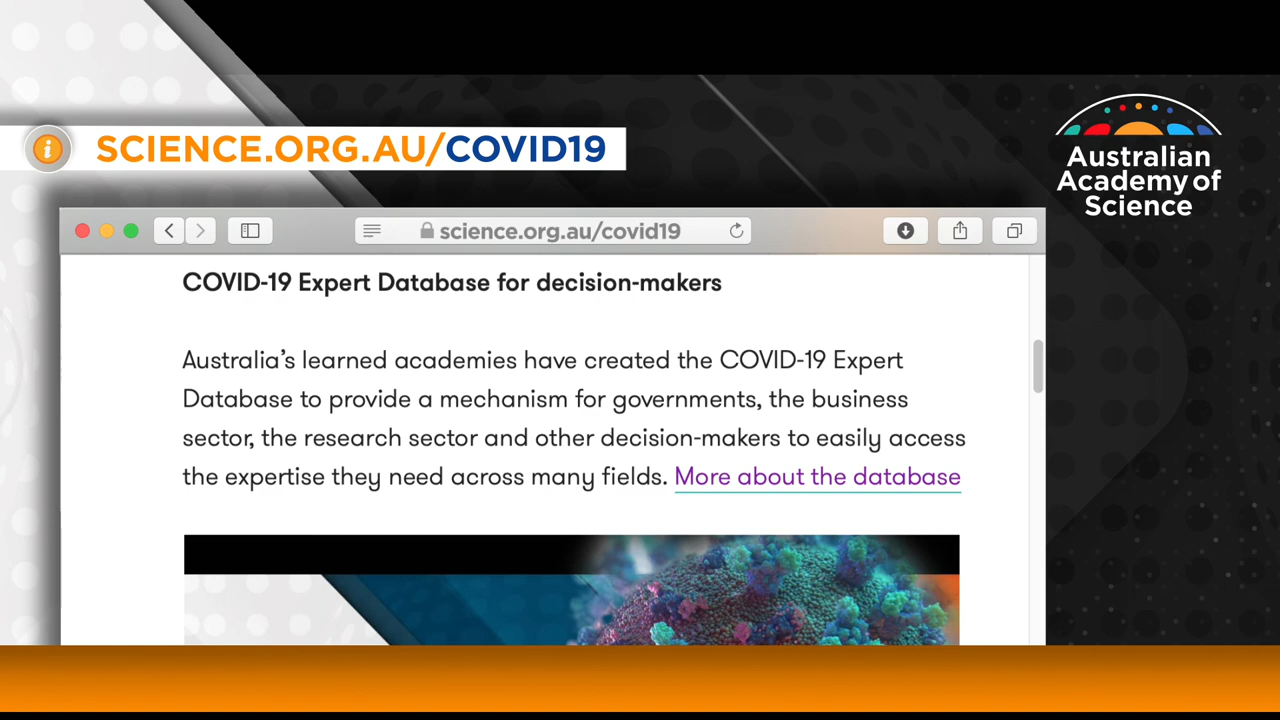 SCIENCE.ORG.AU/COVID19
Australian
Academy of
Science
science.org.au/covid19
COVID-19 Expert Database for decision-makers
Australia’s learned academies have created the COVID-19 Expert
Database to provide a mechanism for governments, the business
sector, the research sector and other decision-makers to easily access
the expertise they need across many fields. More about the database